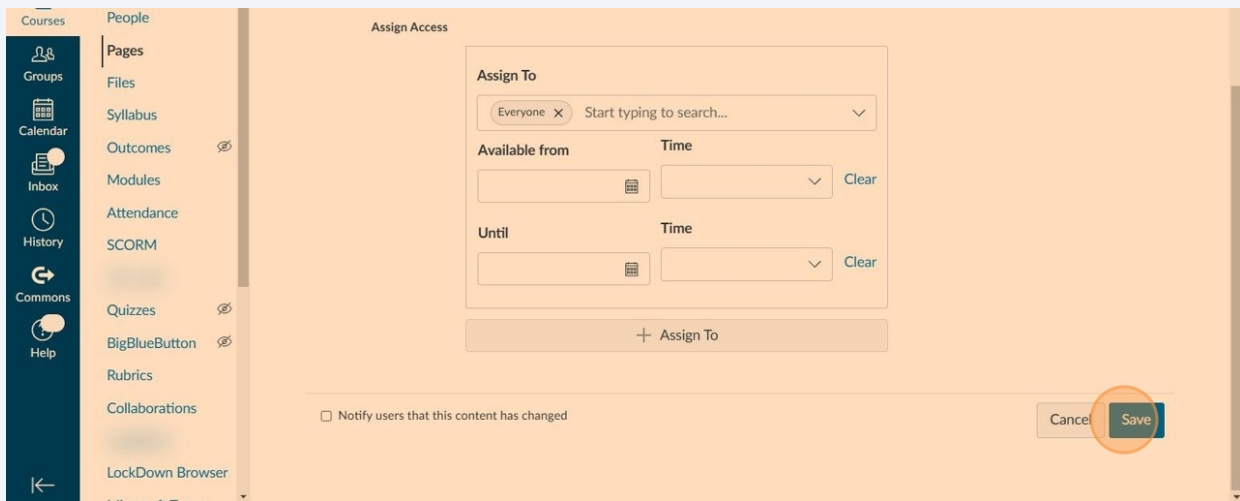 Courses
Groups
Calendar
Inbox
History
Commons
Help
People
Pages
Files
Syllabus
Outcomes
Modules
Attendance
SCORM
Quizzes
BigBlueButton
Rubrics
Collaborations
LockDown Browser
Assign Access
Assign To
Everyone Start typing to search...
Available from Time
Clear
Until Time
Clear
+ Assign To
Notify users that this content has changed
Cancel Save